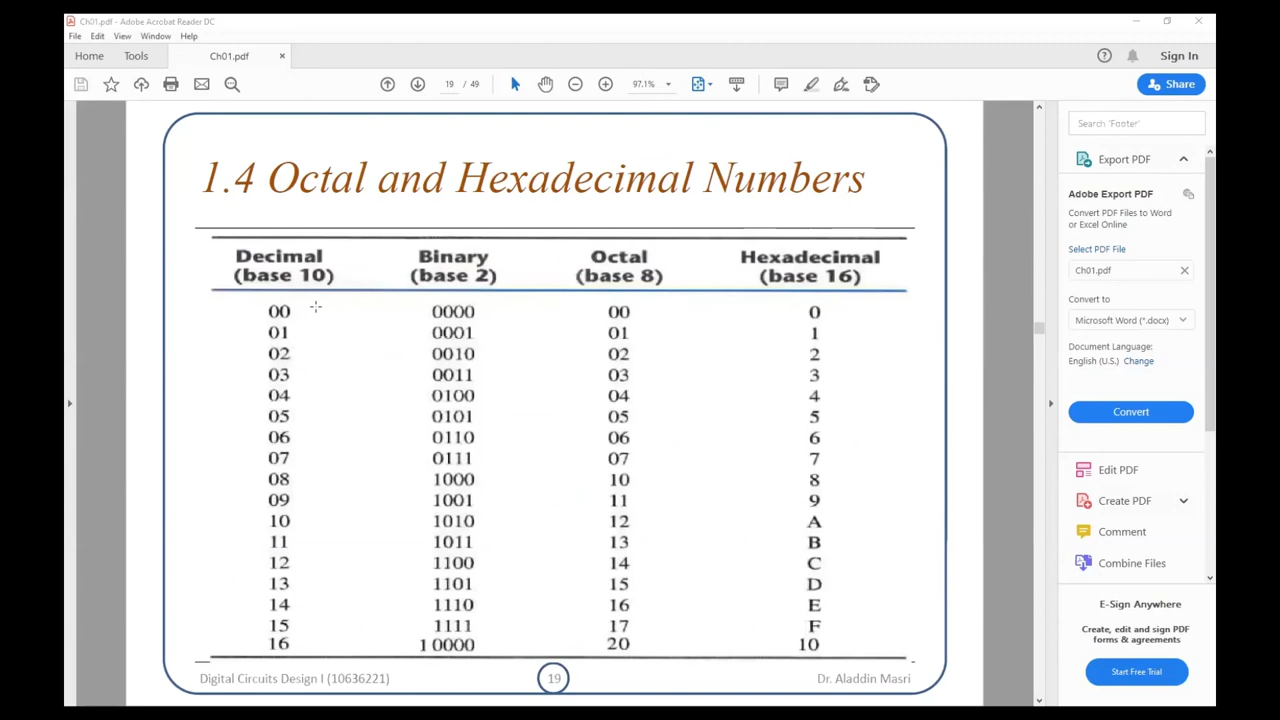 Ch01.pdf - Adobe Acrobat Reader DC
File Edit View Window Help
Home Tools Ch01.pdf × Sign In
19 / 49 97.1% Share
1.4 Octal and Hexadecimal Numbers
Decimal (base 10) Binary (base 2) Octal (base 8) Hexadecimal (base 16)
00 0000 00 0
01 0001 01 1
02 0010 02 2
03 0011 03 3
04 0100 04 4
05 0101 05 5
06 0110 06 6
07 0111 07 7
08 1000 10 8
09 1001 11 9
10 1010 12 A
11 1011 13 B
12 1100 14 C
13 1101 15 D
14 1110 16 E
15 1111 17 F
16 1 0000 20 10
Digital Circuits Design I (10636221) 19 Dr. Aladdin Masri
Search 'Footer'
Export PDF
Adobe Export PDF
Convert PDF Files to Word
or Excel Online
Select PDF File
Ch01.pdf
Convert to
Microsoft Word (*.docx)
Document Language:
English (U.S.) Change
Convert
Edit PDF
Create PDF
Comment
Combine Files
E-Sign Anywhere
Create, edit and sign PDF
forms & agreements
Start Free Trial